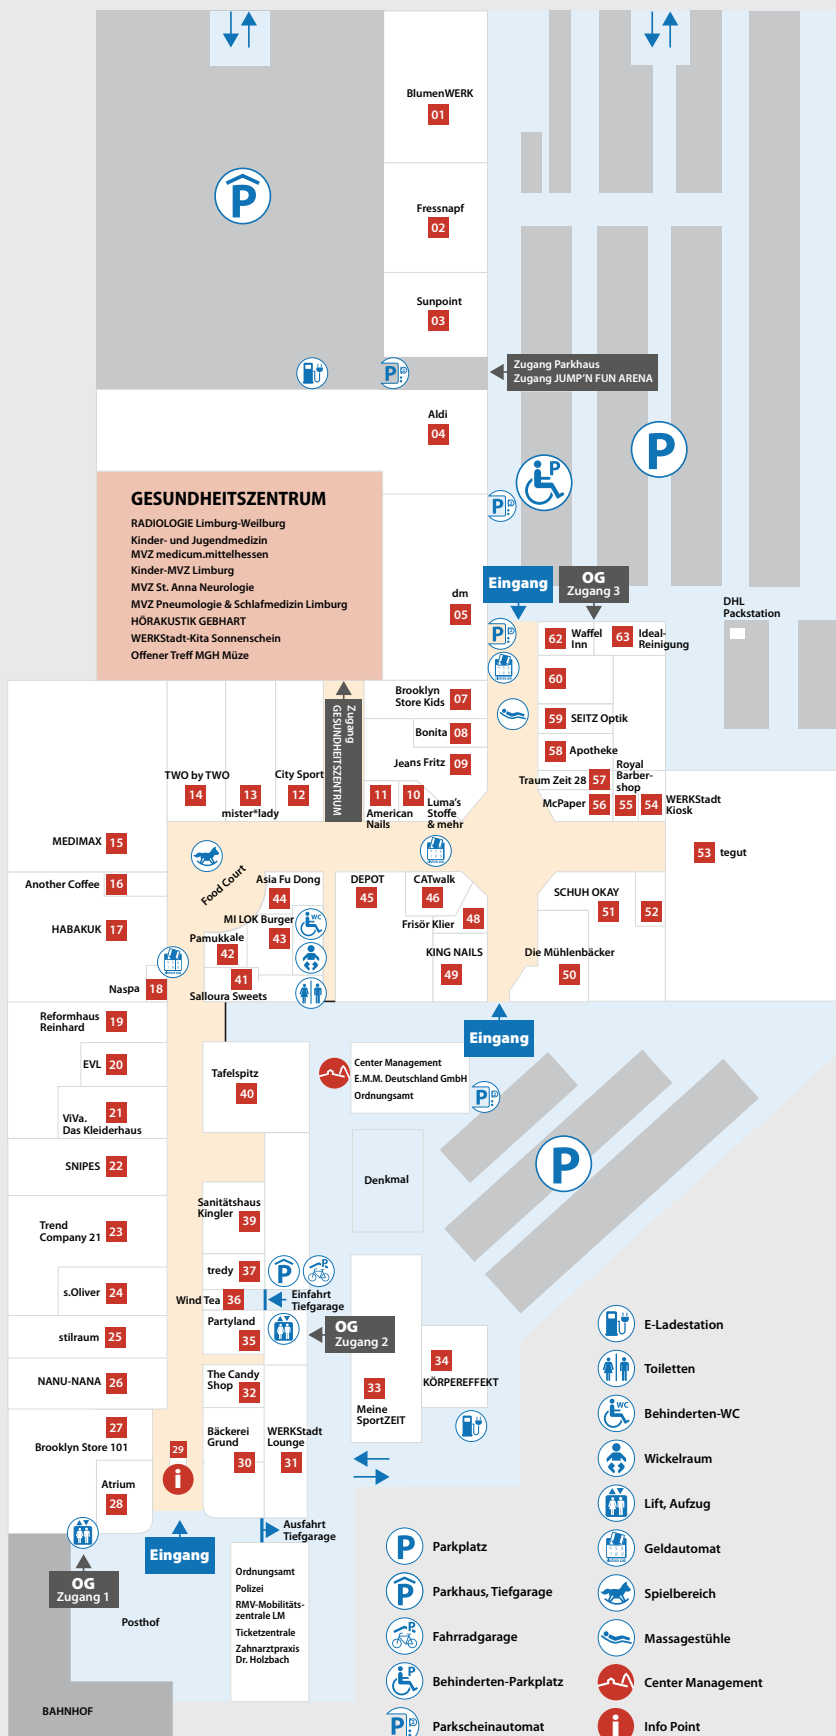 BlumenWERK
01
Fressnapf
02
Sunpoint
03
Zugang Parkhaus
Zugang JUMP'N FUN ARENA
Aldi
04
GESUNDHEITSZENTRUM
RADIOLOGIE Limburg-Weilburg
Kinder- und Jugendmedizin
MVZ medicum.mittelhessen
Kinder-MVZ Limburg
MVZ St. Anna Neurologie
MVZ Pneumologie & Schlafmedizin Limburg
HÖRAKUSTIK GEBHART
WERKStadt-Kita Sonnenschein
Offener Treff MGH Müze
dm
05
Eingang
OG
Zugang 3
DHL
Packstation
62
Waffel
Inn
63
Ideal-
Reinigung
60
59
SEITZ Optik
58
Apotheke
Traum Zeit 28
57
Royal
Barber-
shop
McPaper
56
55
54
WERKStadt
Kiosk
53
tegut
Brooklyn
Store Kids
07
Bonita
08
Jeans Fritz
09
Zugang
GESUNDHEITSZENTRUM
TWO by TWO
14
13
mister*lady
City Sport
12
11
American
Nails
10
Luma's
Stoffe
& mehr
MEDIMAX
15
Another Coffee
16
HABAKUK
17
Food Court
Asia Fu Dong
44
MI LOK Burger
43
Pamukkale
42
41
Salloura Sweets
WC
DEPOT
45
CATwalk
46
Frisör Klier
48
KING NAILS
49
SCHUH OKAY
51
52
Die Mühlenbäcker
50
Naspa
18
Reformhaus
Reinhard
19
EVL
20
21
ViVa.
Das Kleiderhaus
SNIPES
22
Trend
Company 21
23
s.Oliver
24
stilraum
25
NANU-NANA
26
27
Brooklyn Store 101
Atrium
28
29
Eingang
Tafelspitz
40
Center Management
E.M.M. Deutschland GmbH
Ordnungsamt
Denkmal
Sanitätshaus
Kingler
39
tredy
37
Wind Tea
36
Einfahrt
Tiefgarage
Partyland
35
OG
Zugang 2
The Candy
Shop
32
33
Meine
SportZEIT
34
KÖRPEREFFEKT
Bäckerei
Grund
30
WERKStadt
Lounge
31
Ausfahrt
Tiefgarage
Eingang
OG
Zugang 1
Posthof
BAHNHOF
Ordnungsamt
Polizei
RMV-Mobilitäts-
zentrale LM
Ticketzentrale
Zahnarztpraxis
Dr. Holzbach
P
Parkplatz
P
Parkhaus, Tiefgarage
P
Fahrradgarage
P
Behinderten-Parkplatz
P
Parkscheinautomat
E-Ladestation
Toiletten
WC
Behinderten-WC
Wickelraum
Lift, Aufzug
Geldautomat
Spielbereich
Massagestühle
Center Management
i
Info Point